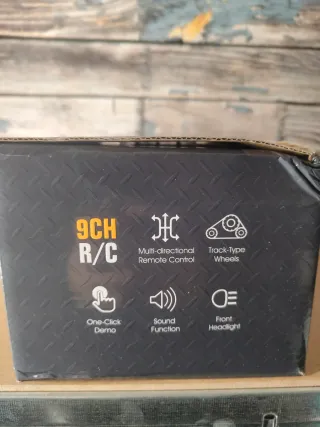 9CH
R/C
Multi-directional
Remote Control
Track-Type
Wheels
One-Click
Demo
Sound
Function
Front
Headlight